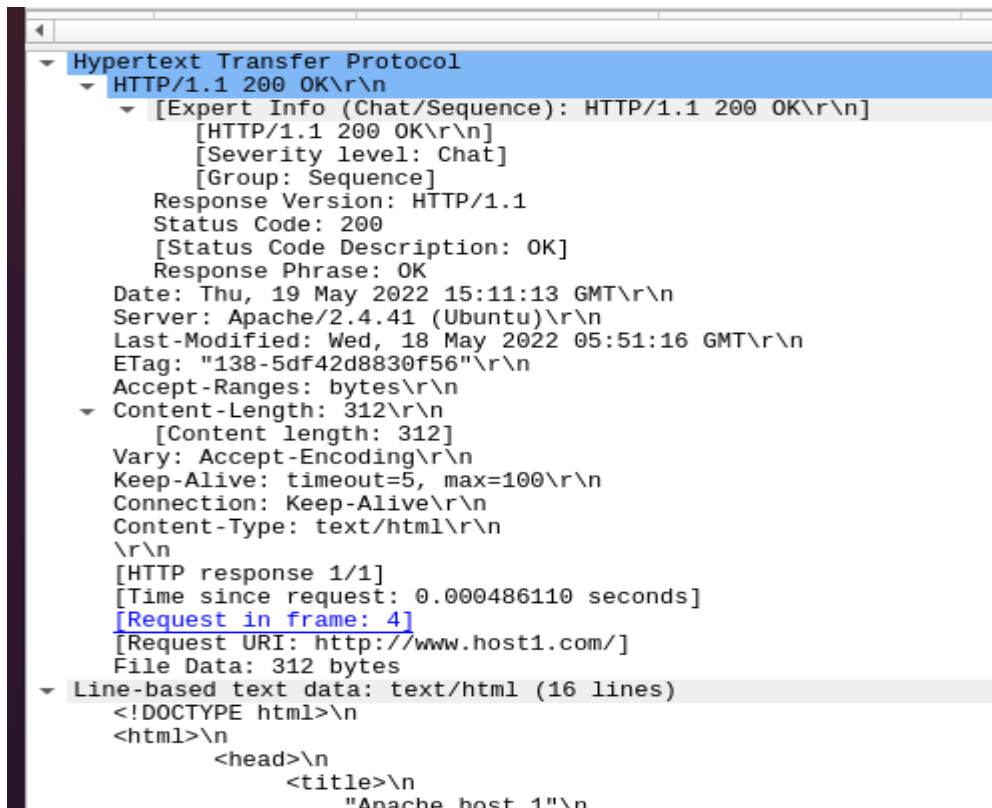 Hypertext Transfer Protocol
HTTP/1.1 200 OK\r\n
[Expert Info (Chat/Sequence): HTTP/1.1 200 OK\r\n]
[HTTP/1.1 200 OK\r\n]
[Severity level: Chat]
[Group: Sequence]
Response Version: HTTP/1.1
Status Code: 200
[Status Code Description: OK]
Response Phrase: OK
Date: Thu, 19 May 2022 15:11:13 GMT\r\n
Server: Apache/2.4.41 (Ubuntu)\r\n
Last-Modified: Wed, 18 May 2022 05:51:16 GMT\r\n
ETag: "138-5df42d8830f56"\r\n
Accept-Ranges: bytes\r\n
Content-Length: 312\r\n
[Content length: 312]
Vary: Accept-Encoding\r\n
Keep-Alive: timeout=5, max=100\r\n
Connection: Keep-Alive\r\n
Content-Type: text/html\r\n
\r\n
[HTTP response 1/1]
[Time since request: 0.000486110 seconds]
[Request in frame: 4]
[Request URI: http://www.host1.com/]
File Data: 312 bytes
Line-based text data: text/html (16 lines)
<!DOCTYPE html>\n
<html>\n
<head>\n
<title>\n
"Apache host 1"\n